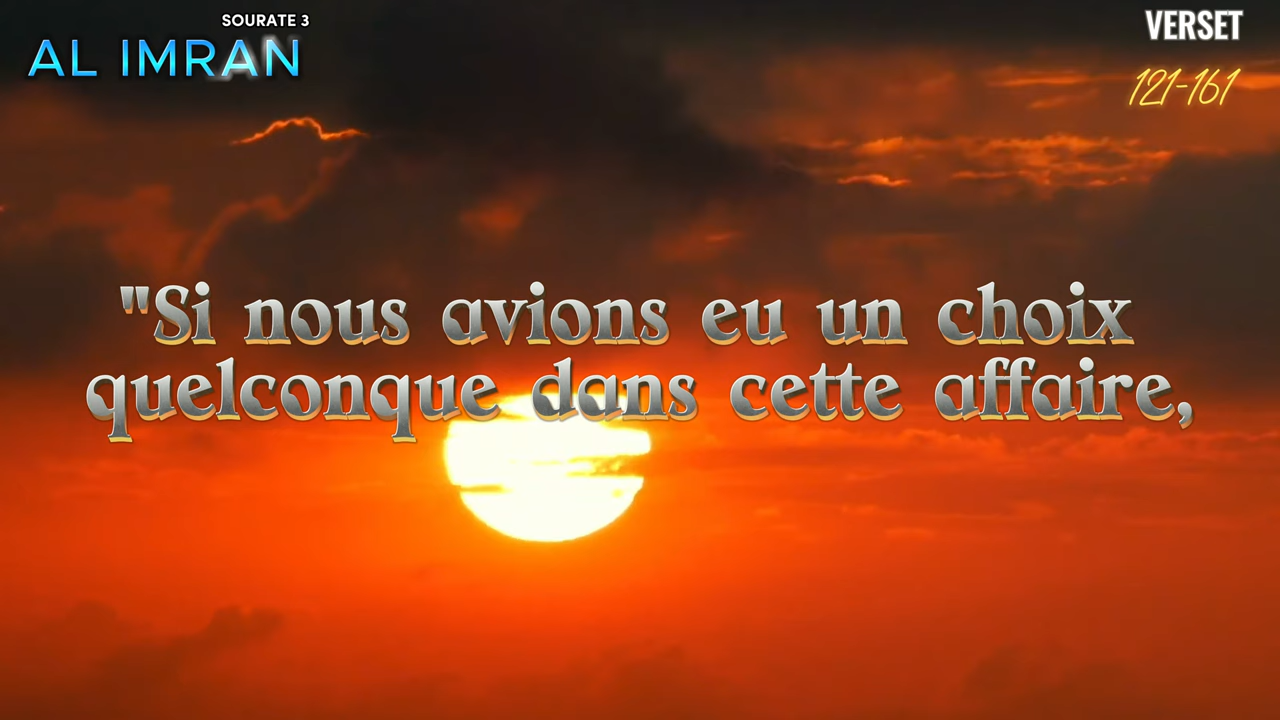 SOURATE 3
AL IMRAN
VERSET
121-161
"Si nous avions eu un choix
quelconque dans cette affaire,